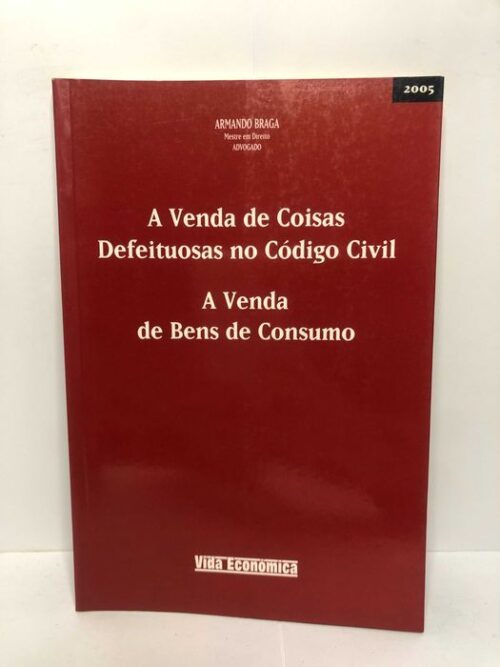 2005
ARMANDO BRAGA
Mestre em Direito
ADVOGADO
A Venda de Coisas
Defeituosas no Código Civil
A Venda
de Bens de Consumo
Vida Económica